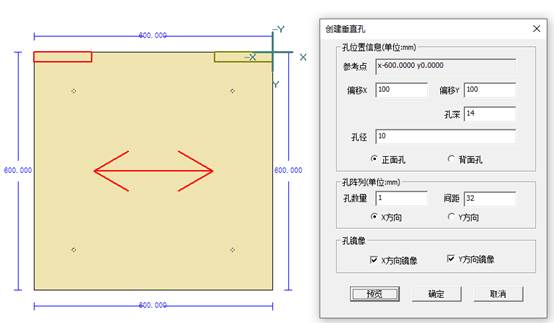 600.000
-Y
-X
X
Y
600.000
600.000
600.000
创建垂直孔
孔位置信息(单位:mm)
参考点 x-600.0000 y0.0000
偏移X 100 偏移Y 100
孔深 14
孔径 10
正面孔 背面孔
孔阵列(单位:mm)
孔数量 1 间距 32
X方向 Y方向
孔镜像
X方向镜像 Y方向镜像
预览 确定 取消